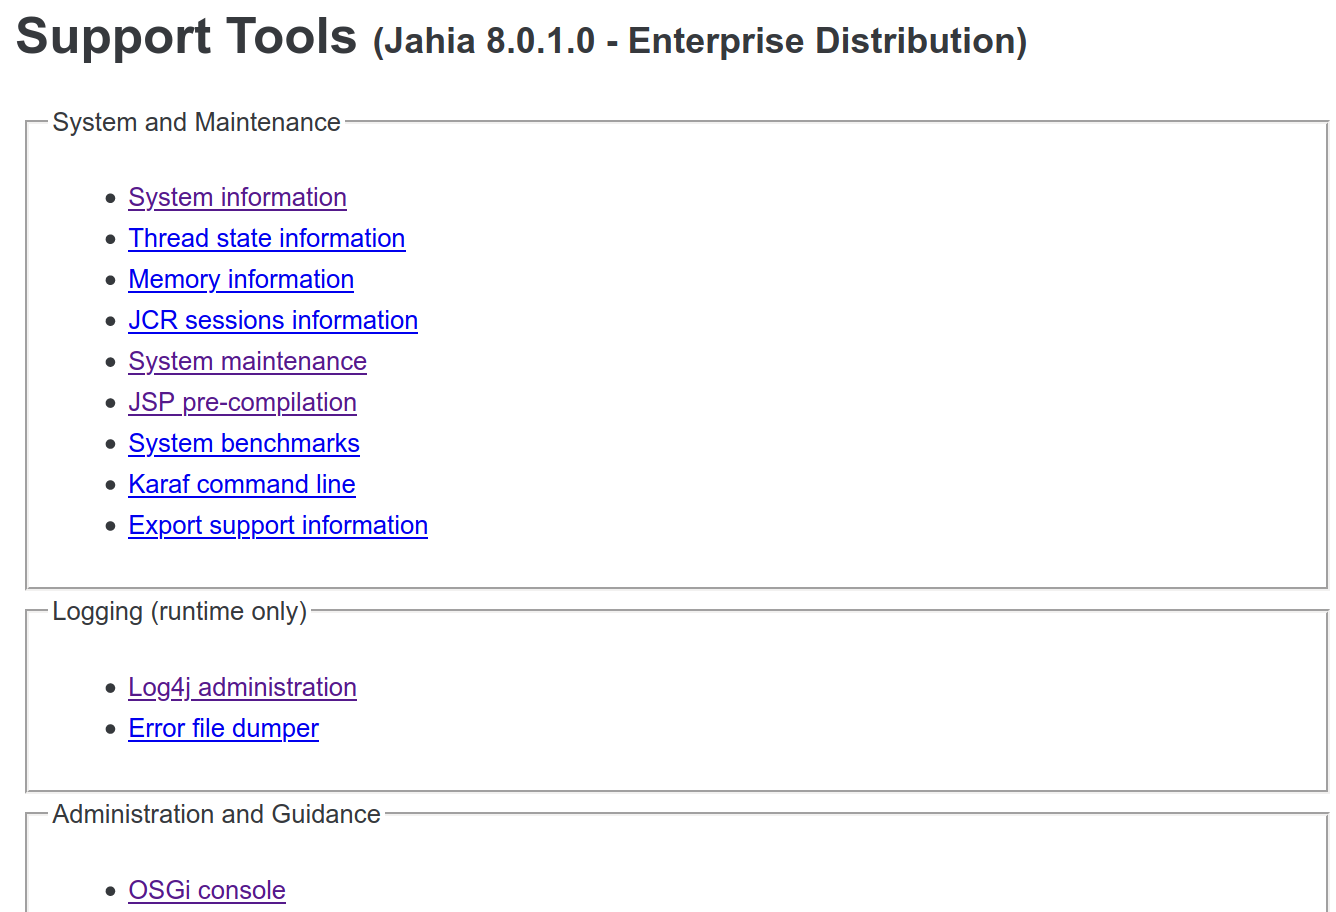 Support Tools (Jahia 8.0.1.0 - Enterprise Distribution)
System and Maintenance
System information
Thread state information
Memory information
JCR sessions information
System maintenance
JSP pre-compilation
System benchmarks
Karaf command line
Export support information
Logging (runtime only)
Log4j administration
Error file dumper
Administration and Guidance
OSGi console